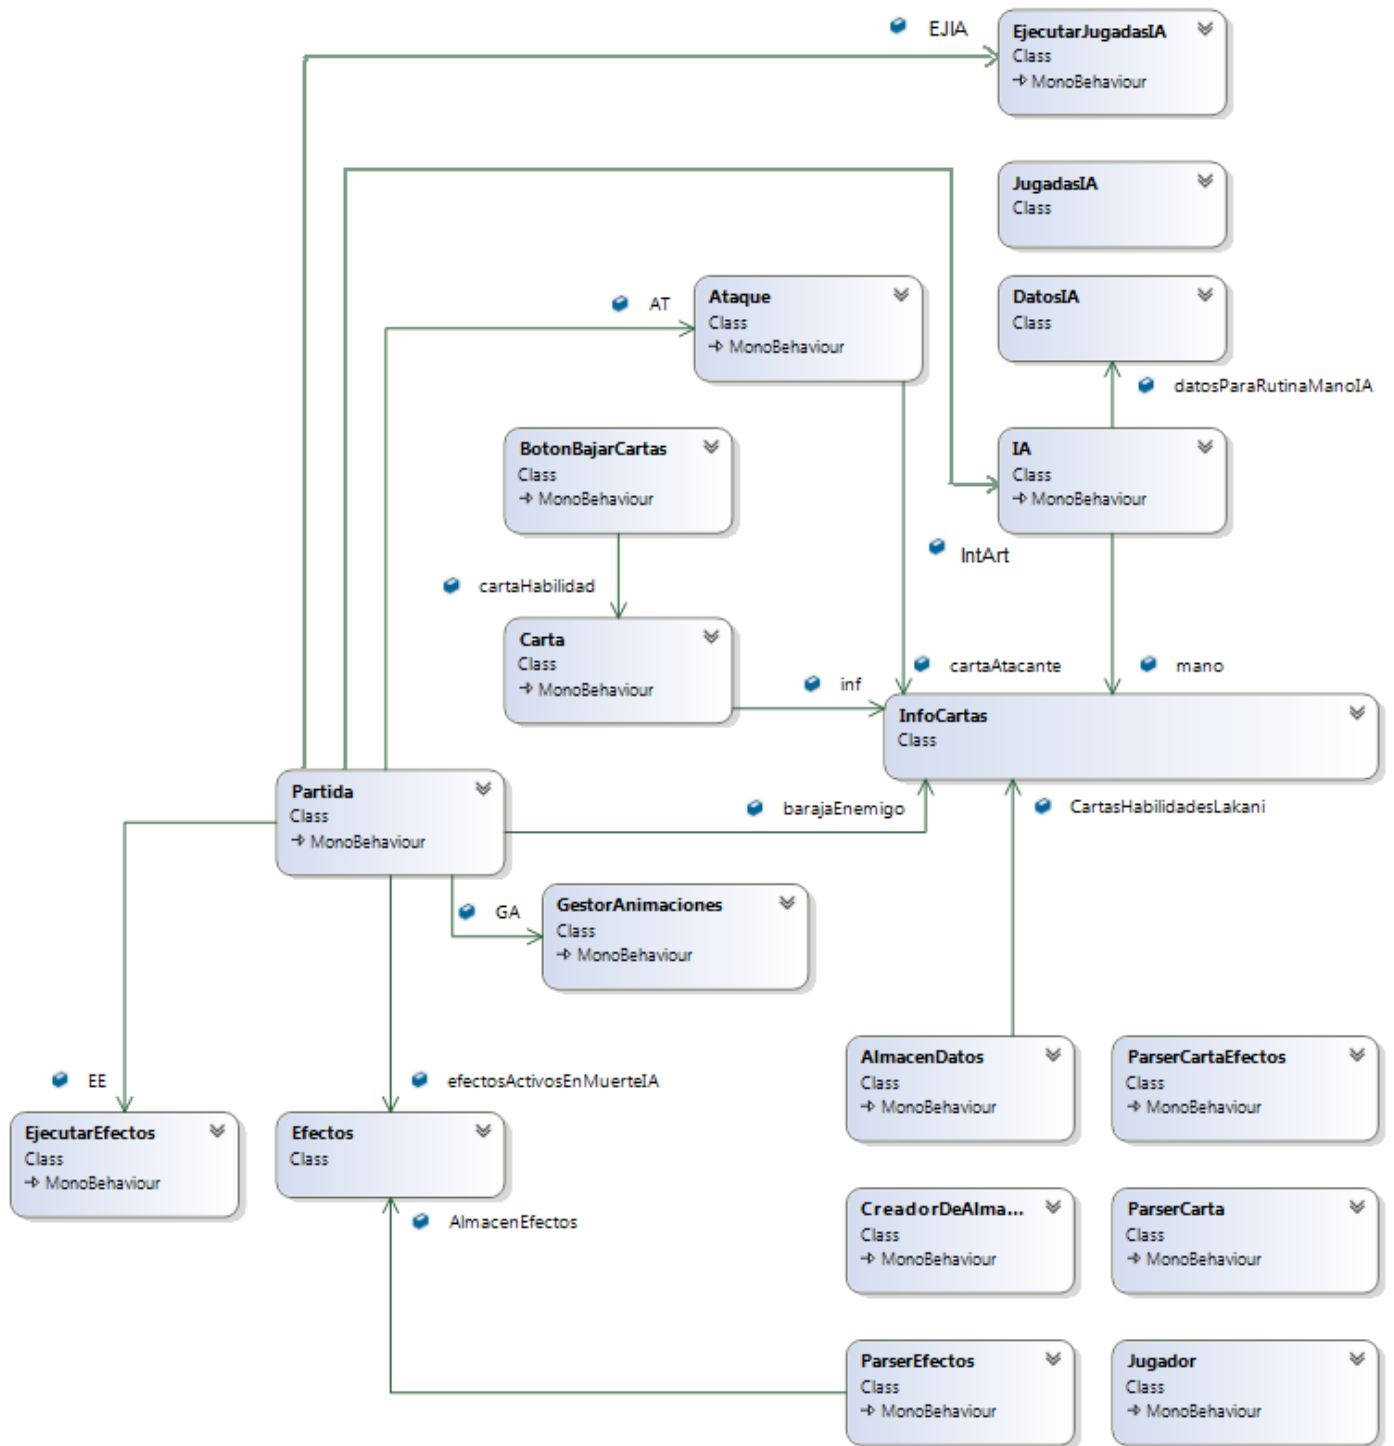 EJIA
EjecutarJugadasIA
Class
MonoBehaviour
JugadasIA
Class
AT
Ataque
Class
MonoBehaviour
DatosIA
Class
datosParaRutinaManoIA
BotonBajarCartas
Class
MonoBehaviour
IA
Class
MonoBehaviour
IntArt
cartaHabilidad
Carta
Class
MonoBehaviour
inf
cartaAtacante
mano
InfoCartas
Class
Partida
Class
MonoBehaviour
barajaEnemigo
CartasHabilidadesLakani
GA
GestorAnimaciones
Class
MonoBehaviour
EE
efectosActivosEnMuerteIA
AlmacenDatos
Class
MonoBehaviour
ParserCartaEfectos
Class
MonoBehaviour
EjecutarEfectos
Class
MonoBehaviour
Efectos
Class
AlmacenEfectos
CreadorDeAlma...
Class
MonoBehaviour
ParserCarta
Class
MonoBehaviour
ParserEfectos
Class
MonoBehaviour
Jugador
Class
MonoBehaviour